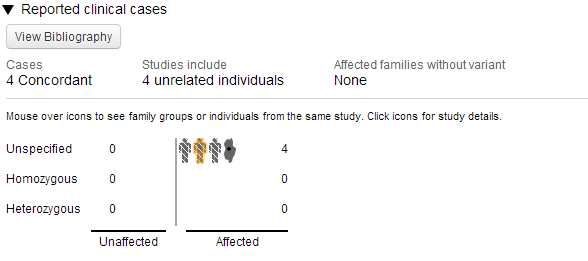 ▼ Reported clinical cases
View Bibliography
Cases Studies include Affected families without variant
4 Concordant 4 unrelated individuals None
Mouse over icons to see family groups or individuals from the same study. Click icons for study details.
Unspecified 0 4
Homozygous 0 0
Heterozygous 0 0
Unaffected Affected